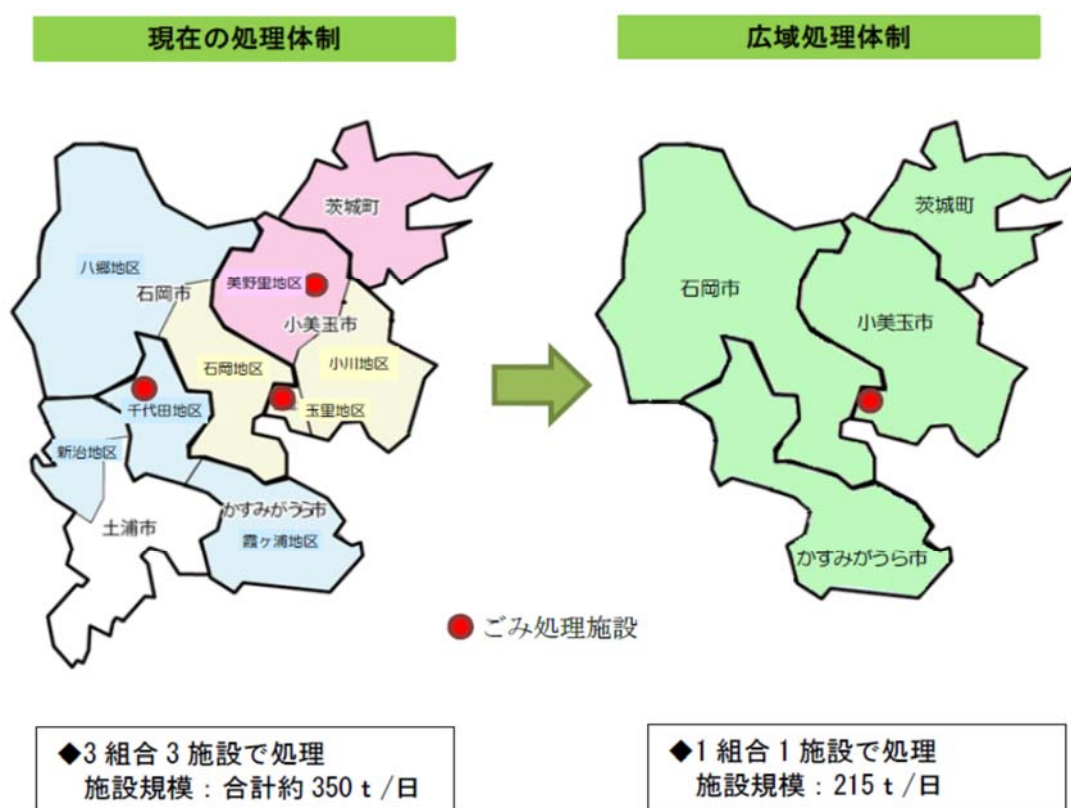 現在の処理体制
広域処理体制
茨城町
八郷地区
石岡市
美野里地区
小美玉市
石岡地区
小川地区
千代田地区
玉里地区
新治地区
土浦市
かすみがうら市
霞ヶ浦地区
茨城町
石岡市
小美玉市
かすみがうら市
ごみ処理施設
◆3組合3施設で処理
施設規模:合計約350t/日
◆1組合1施設で処理
施設規模:215t/日